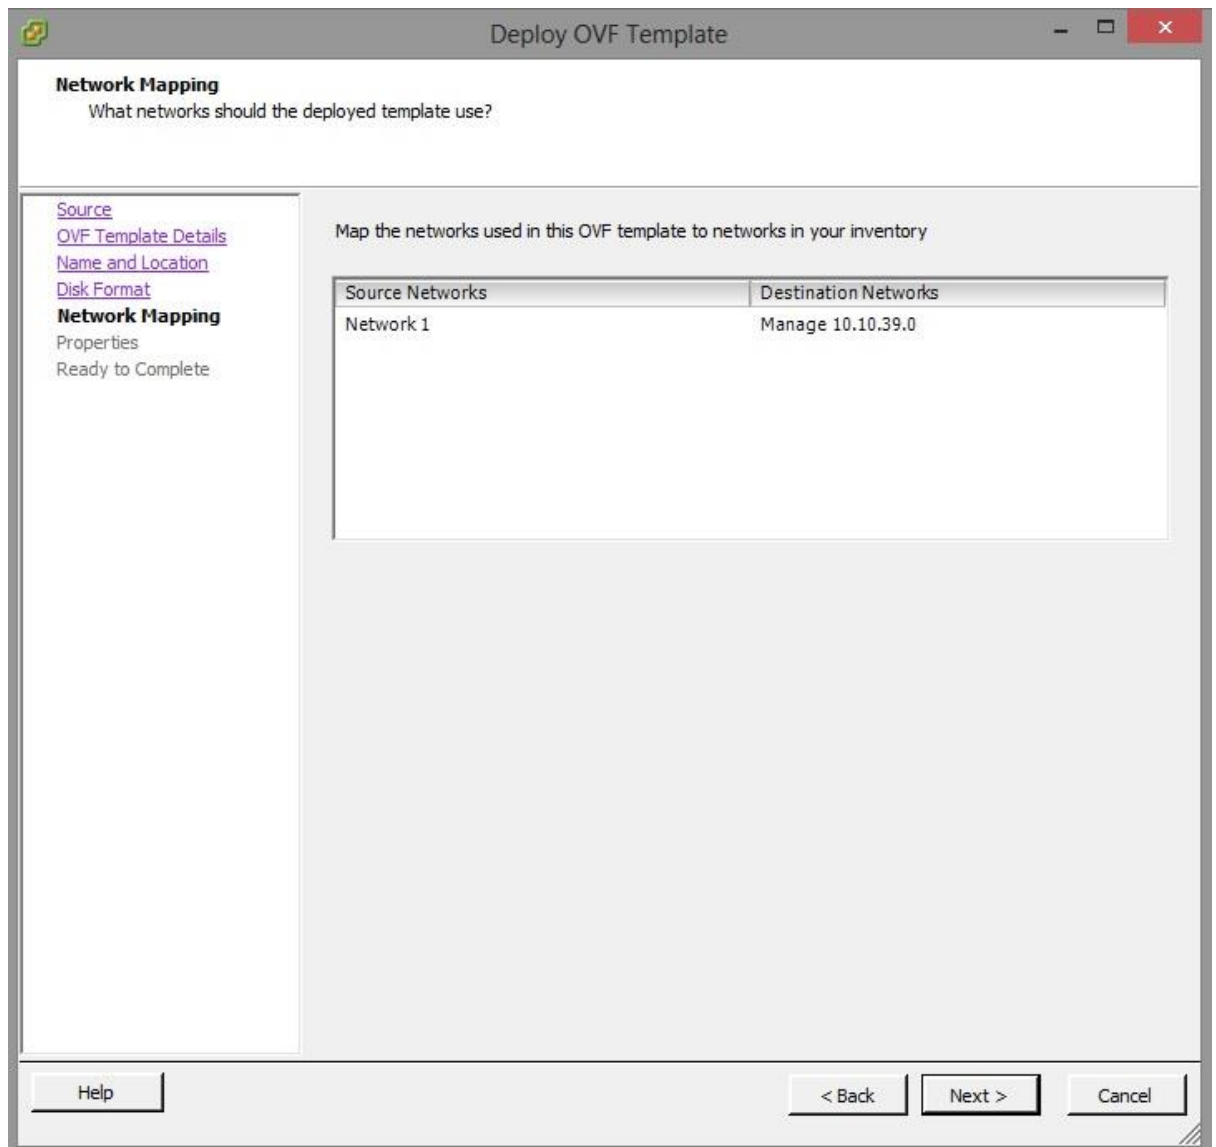 Deploy OVF Template
Network Mapping
What networks should the deployed template use?
Source
OVF Template Details
Name and Location
Disk Format
Network Mapping
Properties
Ready to Complete
Map the networks used in this OVF template to networks in your inventory
Source Networks Destination Networks
Network 1 Manage 10.10.39.0
Help < Back Next > Cancel